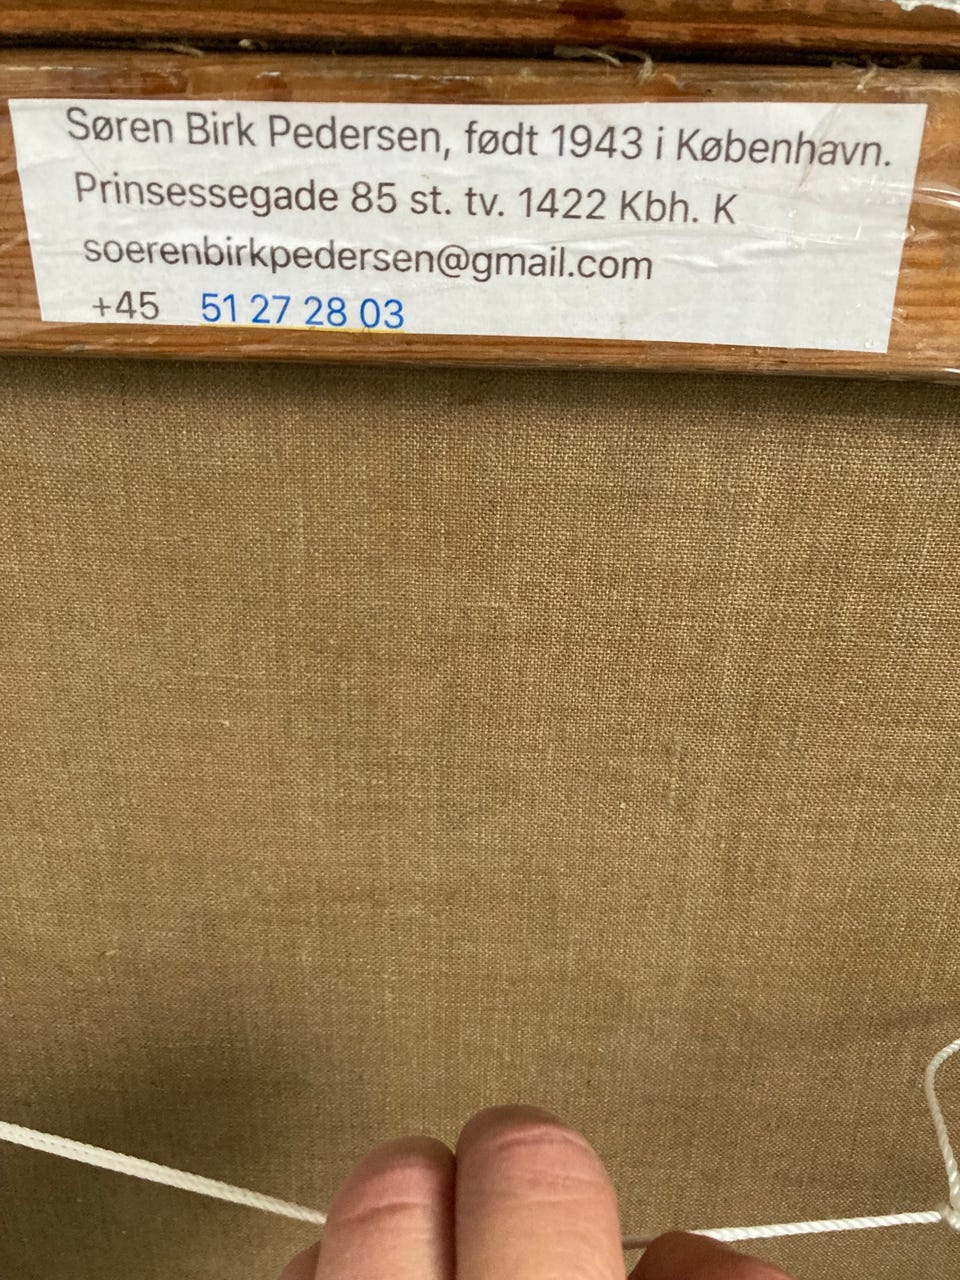 Søren Birk Pedersen, født 1943 i København.
Prinsessegade 85 st. tv. 1422 Kbh. K
soerenbirkpedersen@gmail.com
+45 51 27 28 03